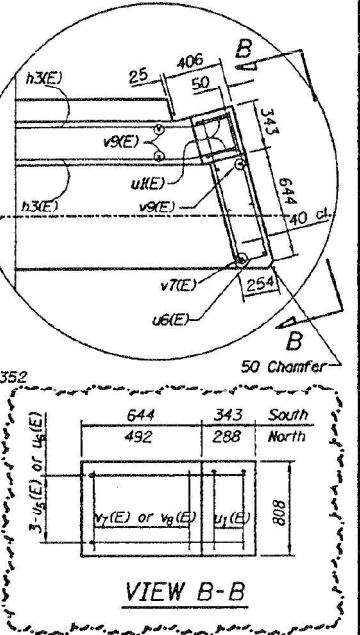 406
B
25
50
h3(E)
343
v9(E)
u1(E)
644
h3(E)
v9(E)
40 cl.
v7(E)
254
u6(E)
B
50 Chamfer
352
644 343 South
492 288 North
3-u5(E) or u6(E)
v7(E) or v8(E) u1(E)
808
VIEW B-B